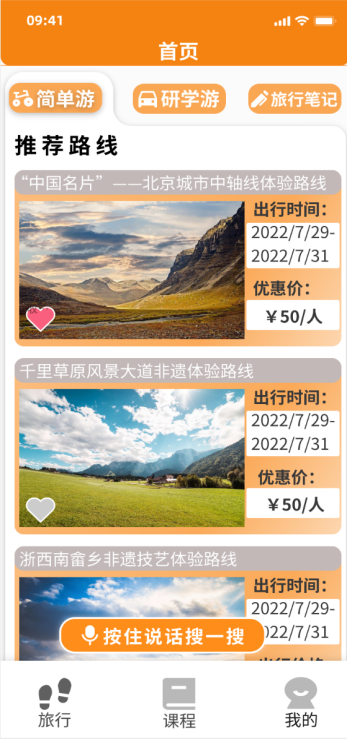 09:41
首页
简单游
研学游
旅行笔记
推荐路线
“中国名片”——北京城市中轴线体验路线
出行时间：
2022/7/29-
2022/7/31
优惠价：
￥50/人
千里草原风景大道非遗体验路线
出行时间：
2022/7/29-
2022/7/31
优惠价：
￥50/人
浙西南畲乡非遗技艺体验路线
出行时间：
2022/7/29-
2022/7/31
按住说话搜一搜
旅行
课程
我的